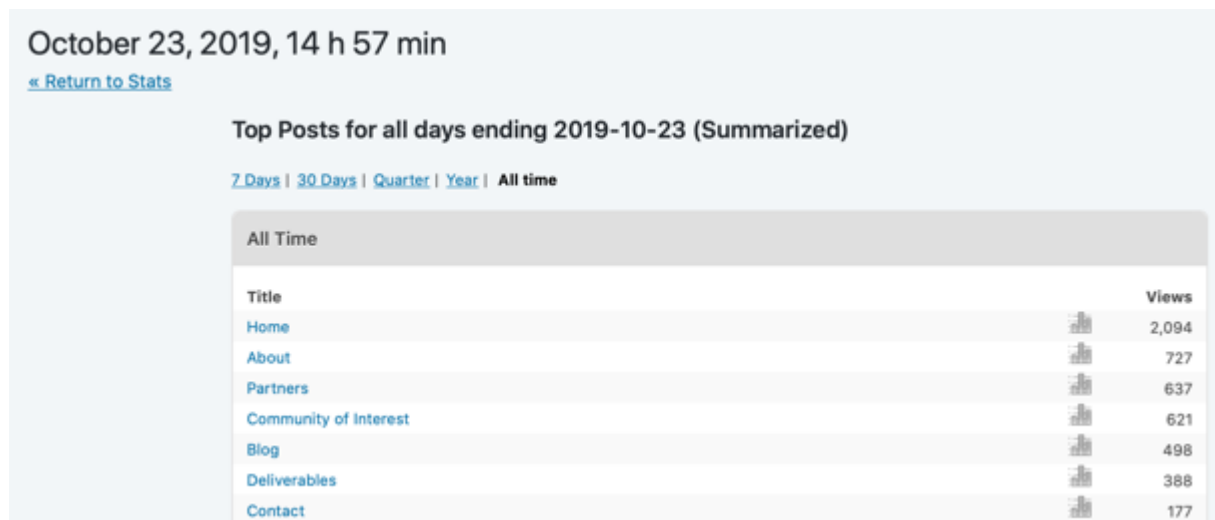 October 23, 2019, 14 h 57 min
« Return to Stats
Top Posts for all days ending 2019-10-23 (Summarized)
7 Days | 30 Days | Quarter | Year | All time
All Time
Title Views
Home 2,094
About 727
Partners 637
Community of Interest 621
Blog 498
Deliverables 388
Contact 177